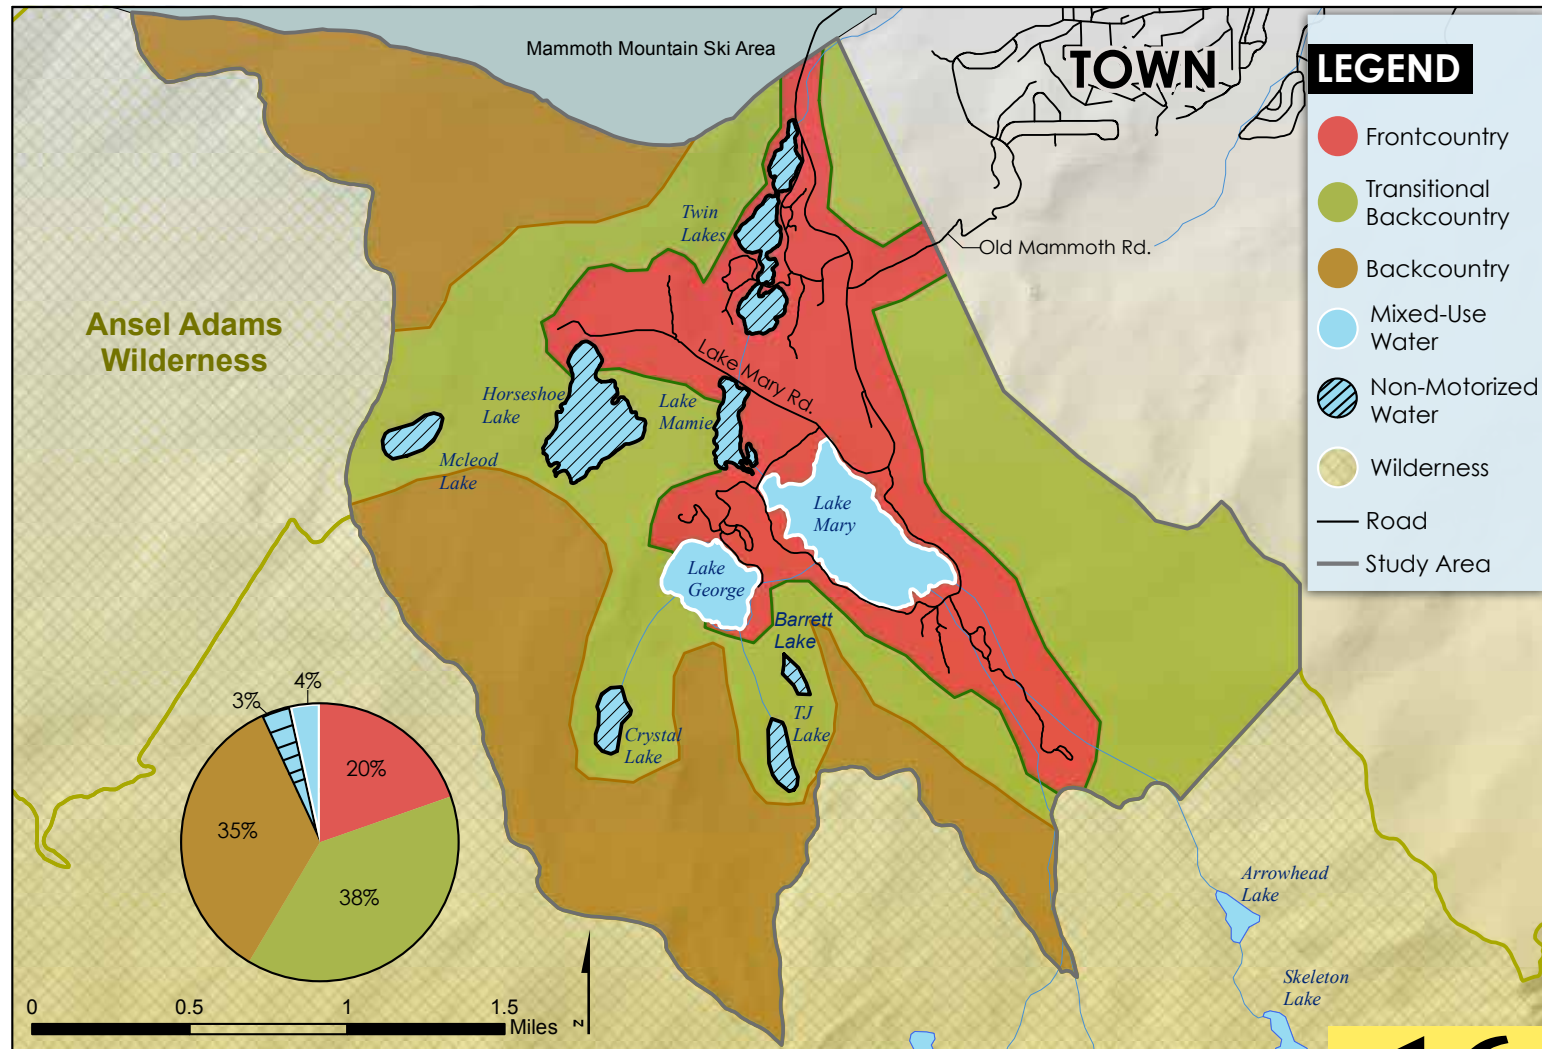 Mammoth Mountain Ski Area
TOWN
LEGEND
Frontcountry
Transitional
Backcountry
Backcountry
Mixed-Use
Water
Non-Motorized
Water
Wilderness
Road
Study Area
Twin
Lakes
Old Mammoth Rd.
Ansel Adams
Wilderness
Lake Mary Rd.
Horseshoe
Lake
Lake
Mamie
Mcleod
Lake
Lake
Mary
Lake
George
Barrett
Lake
TJ
Lake
Crystal
Lake
4%
3%
20%
35%
38%
Arrowhead
Lake
Skeleton
Lake
0 0.5 1 1.5
Miles
N